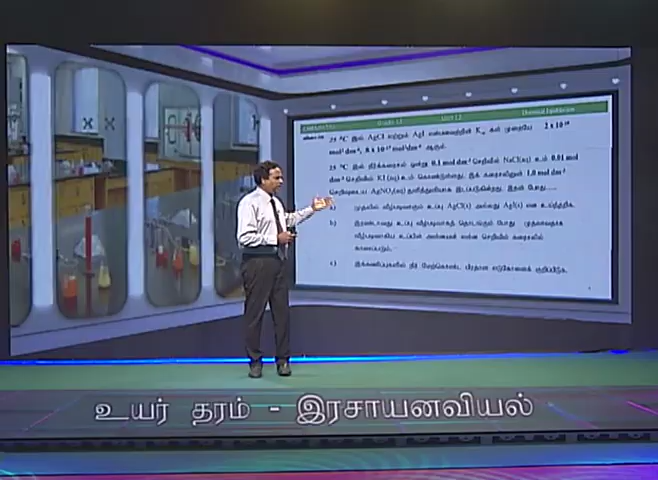 CHEMISTRY Grade 13 Unit 12 Chemical Equilibrium
25 °C இல் AgCl மற்றும் AgI என்பவற்றின் Ksp கள் முறையே 2 x 10⁻¹⁰
mol² dm⁻⁶, 8 x 10⁻¹⁷ mol² dm⁻⁶ ஆகும்.
25 °C இல் நீர்க்கரைசல் ஒன்று 0.1 mol dm⁻³ செறிவில் NaCl(aq) உம் 0.01 mol
dm⁻³ செறிவில் KI(aq) உம் கொண்டுள்ளது. இக் கரைசலினுள் 1.0 mol dm⁻³
செறிவுடைய AgNO₃(aq) துளித்துளியாக இடப்படுகின்றது. இதன் போது.....
a) முதலில் வீழ்படிவாகும் உப்பு AgCl(s) அல்லது AgI(s) என உய்த்தறிக.
b) இரண்டாவது உப்பு வீழ்படிவாகத் தொடங்கும் போது முதலாவதாக
வீழ்படிவாகிய உப்பின் அன்னயன் என்ன செறிவில் கரைசலில்
காணப்படும்.
c) இக்கணிப்புகளில் நீர் மேற்கொண்ட பிரதான எடுகோளைக் குறிப்பிடுக.
உயர் தரம் - இரசாயனவியல்